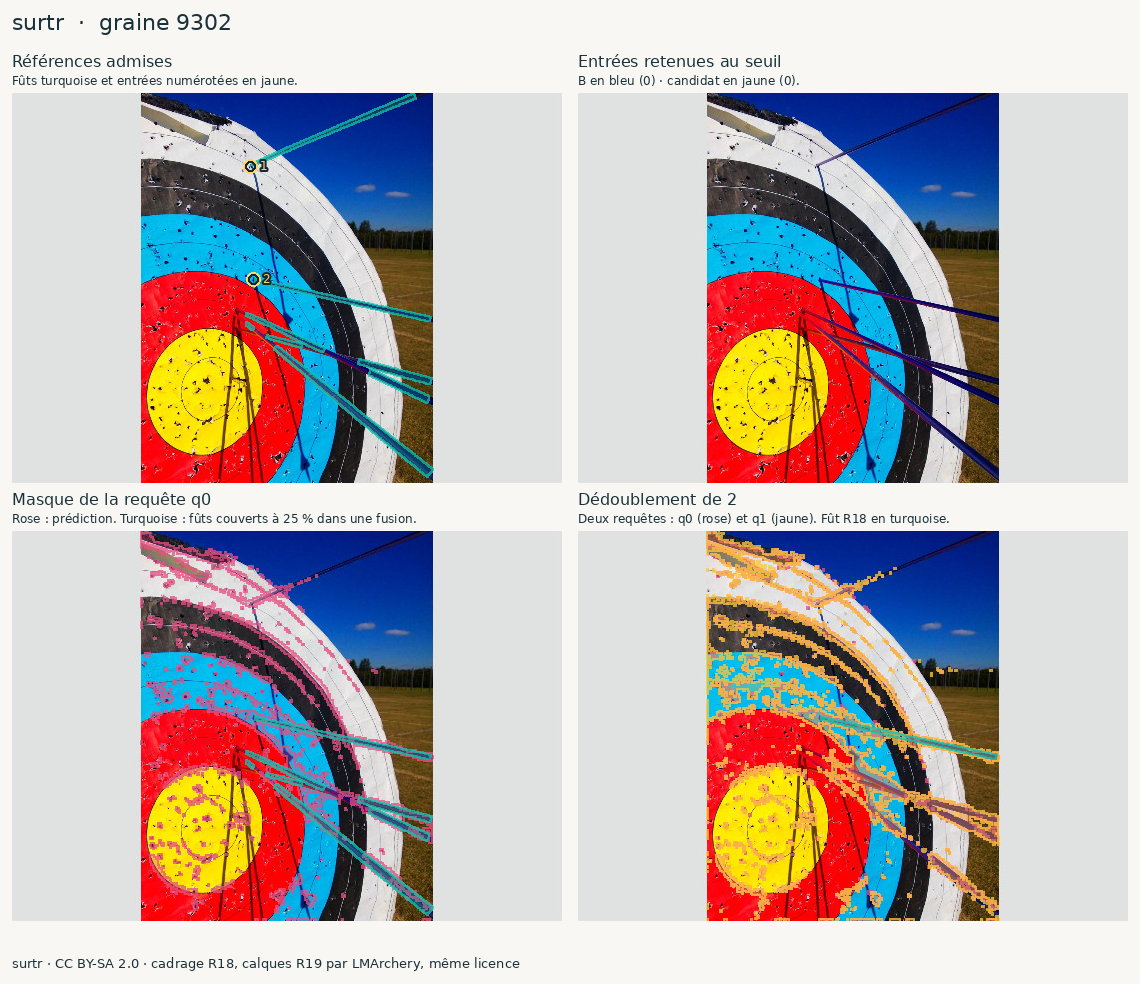 surtr · graine 9302
Références admises
Fûts turquoise et entrées numérotées en jaune.
Entrées retenues au seuil
B en bleu (0) · candidat en jaune (0).
1
2
Masque de la requête q0
Rose : prédiction. Turquoise : fûts couverts à 25 % dans une fusion.
Dédoublement de 2
Deux requêtes : q0 (rose) et q1 (jaune). Fût R18 en turquoise.
surtr · CC BY-SA 2.0 · cadrage R18, calques R19 par LMArchery, même licence